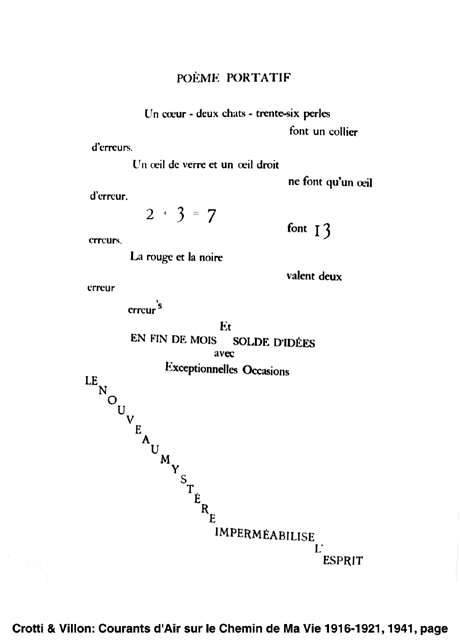 POÈME PORTATIF
Un cœur - deux chats - trente-six perles
font un collier
d'erreurs.
Un œil de verre et un œil droit
ne font qu'un œil
d'erreur.
2 + 3 = 7
font 13
erreurs.
La rouge et la noire
valent deux
erreur
erreur's
Et
EN FIN DE MOIS SOLDE D'IDÉES
avec
Exceptionnelles Occasions
LE NOUVEAU MYSTÈRE
IMPERMÉABILISE
L'
ESPRIT
Crotti & Villon: Courants d'Air sur le Chemin de Ma Vie 1916-1921, 1941, page